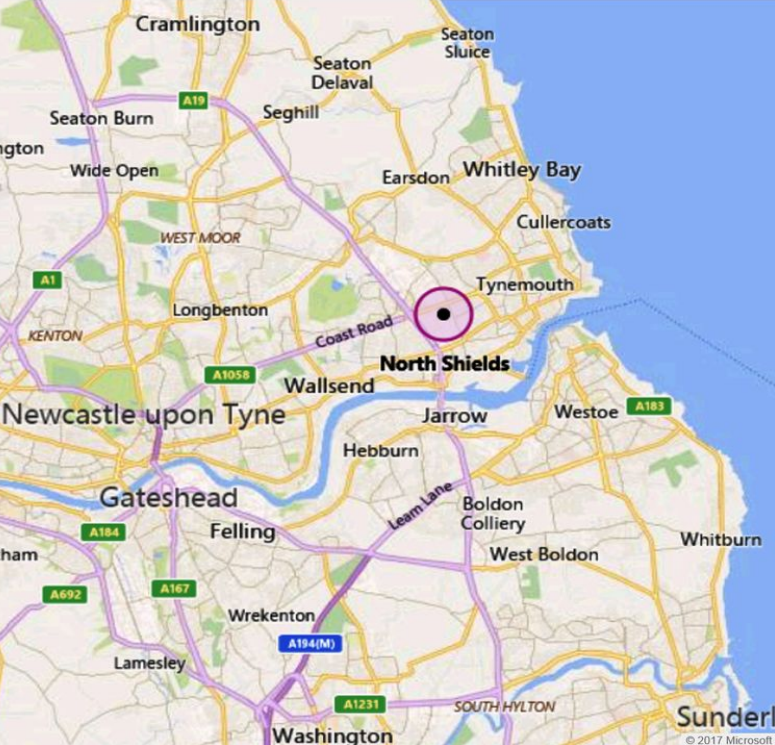 Cramlington
Seaton
Sluice
Seaton
Delaval
A19
Seghill
Seaton Burn
ngton
Wide Open
Earsdon
Whitley Bay
Cullercoats
WEST MOOR
A1
Tynemouth
Longbenton
Coast Road
KENTON
North Shields
A1058
Wallsend
Newcastle upon Tyne
Jarrow
Westoe
A183
Hebburn
Leam Lane
Gateshead
Boldon
Colliery
A184
Felling
Whitburn
ham
West Boldon
A692
A167
Wrekenton
A194(M)
Lamesley
A1231
SOUTH HYLTON
Sunderl
Washington
© 2017 Microsoft